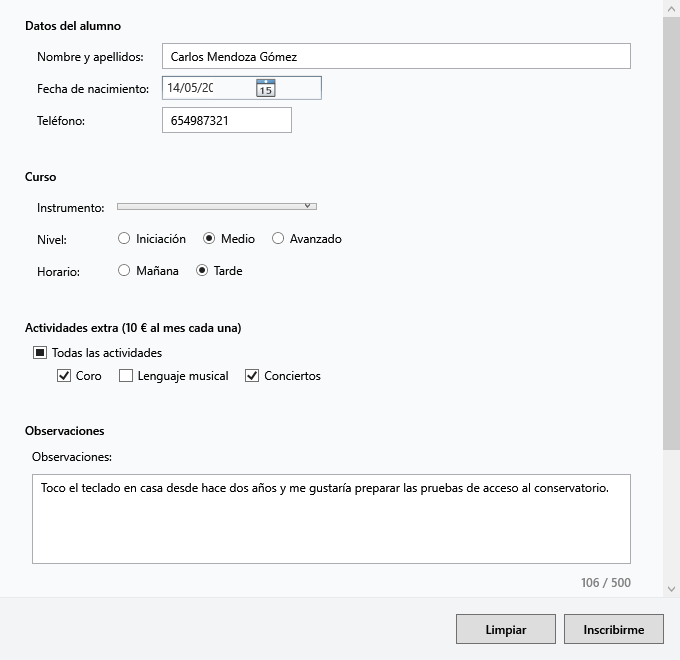 Datos del alumno
Nombre y apellidos: Carlos Mendoza Gómez
Fecha de nacimiento: 14/05/20 15
Teléfono: 654987321
Curso
Instrumento:
Nivel: Iniciación Medio Avanzado
Horario: Mañana Tarde
Actividades extra (10 € al mes cada una)
Todas las actividades
Coro Lenguaje musical Conciertos
Observaciones
Observaciones:
Toco el teclado en casa desde hace dos años y me gustaría preparar las pruebas de acceso al conservatorio.
106 / 500
Limpiar Inscribirme